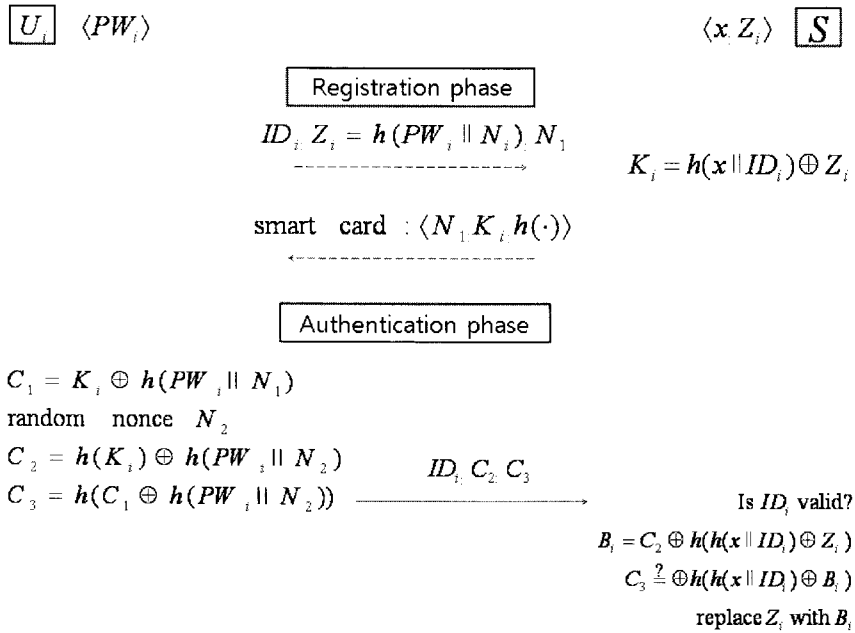 U_i ⟨PW_i⟩ ⟨x, Z_i⟩ S
Registration phase
ID_i, Z_i = h(PW_i ∥ N_i), N_1
K_i = h(x ∥ ID_i) ⊕ Z_i
smart card : ⟨N_1, K_i, h(·)⟩
Authentication phase
C_1 = K_i ⊕ h(PW_i ∥ N_1)
random nonce N_2
C_2 = h(K_i) ⊕ h(PW_i ∥ N_2)
C_3 = h(C_1 ⊕ h(PW_i ∥ N_2))
ID_i, C_2, C_3
Is ID_i valid?
B_i = C_2 ⊕ h(h(x ∥ ID_i) ⊕ Z_i)
C_3 ≟ ⊕h(h(x ∥ ID_i) ⊕ B_i)
replace Z_i with B_i